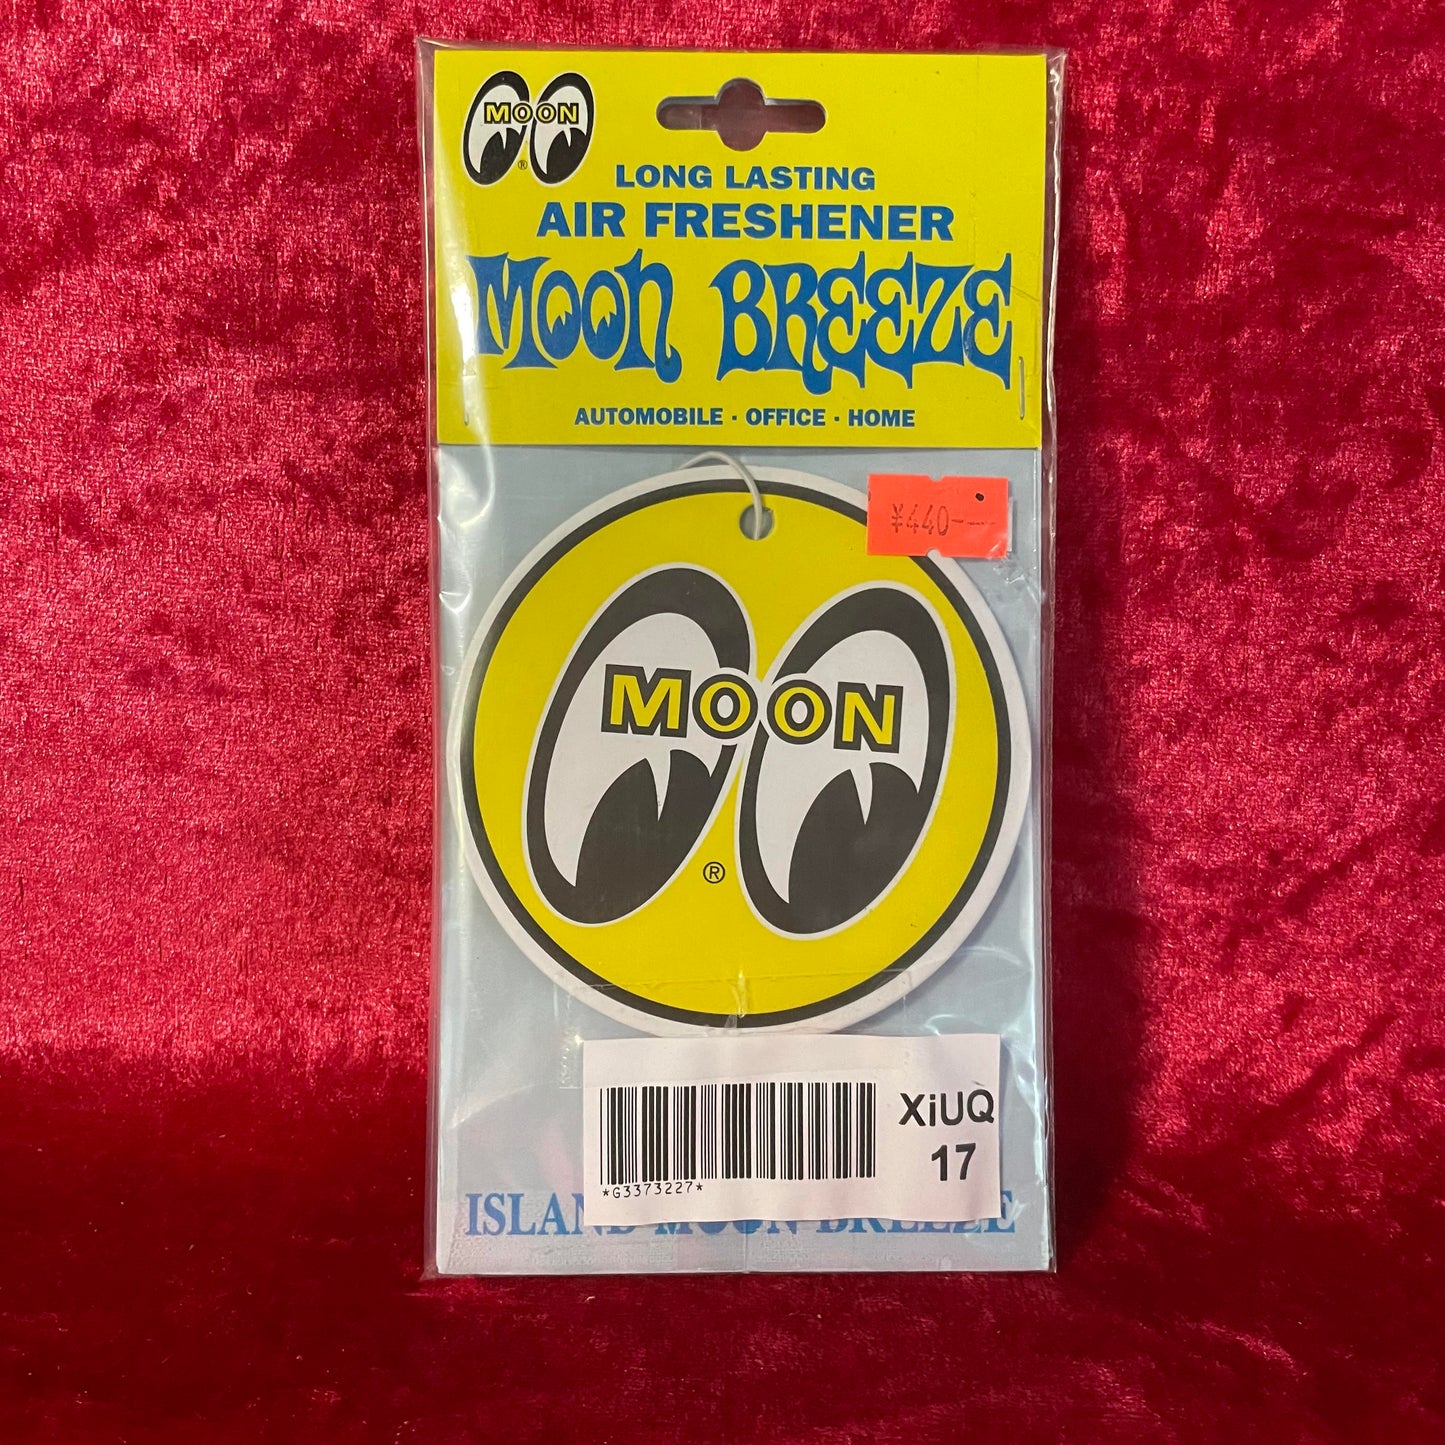 MOON
®
LONG LASTING
AIR FRESHENER
MOON BREEZE
AUTOMOBILE · OFFICE · HOME
¥440-
MOON
®
XiUQ
17
*G3373227*
ISLAND MOON BREEZE